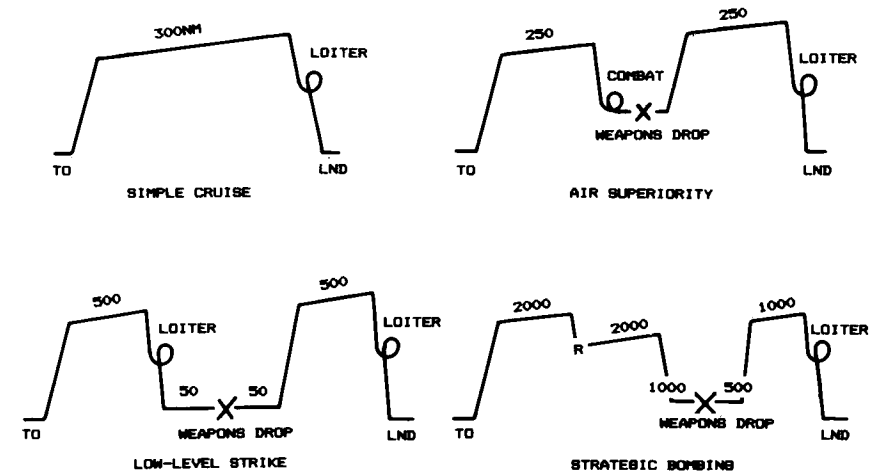 300NM
LOITER
TO
LND
SIMPLE CRUISE
250
250
COMBAT
LOITER
WEAPONS DROP
TO
LND
AIR SUPERIORITY
500
500
LOITER
LOITER
50
50
WEAPONS DROP
TO
LND
LOW-LEVEL STRIKE
2000
R
2000
1000
1000
500
LOITER
WEAPONS DROP
TO
LND
STRATEGIC BOMBING